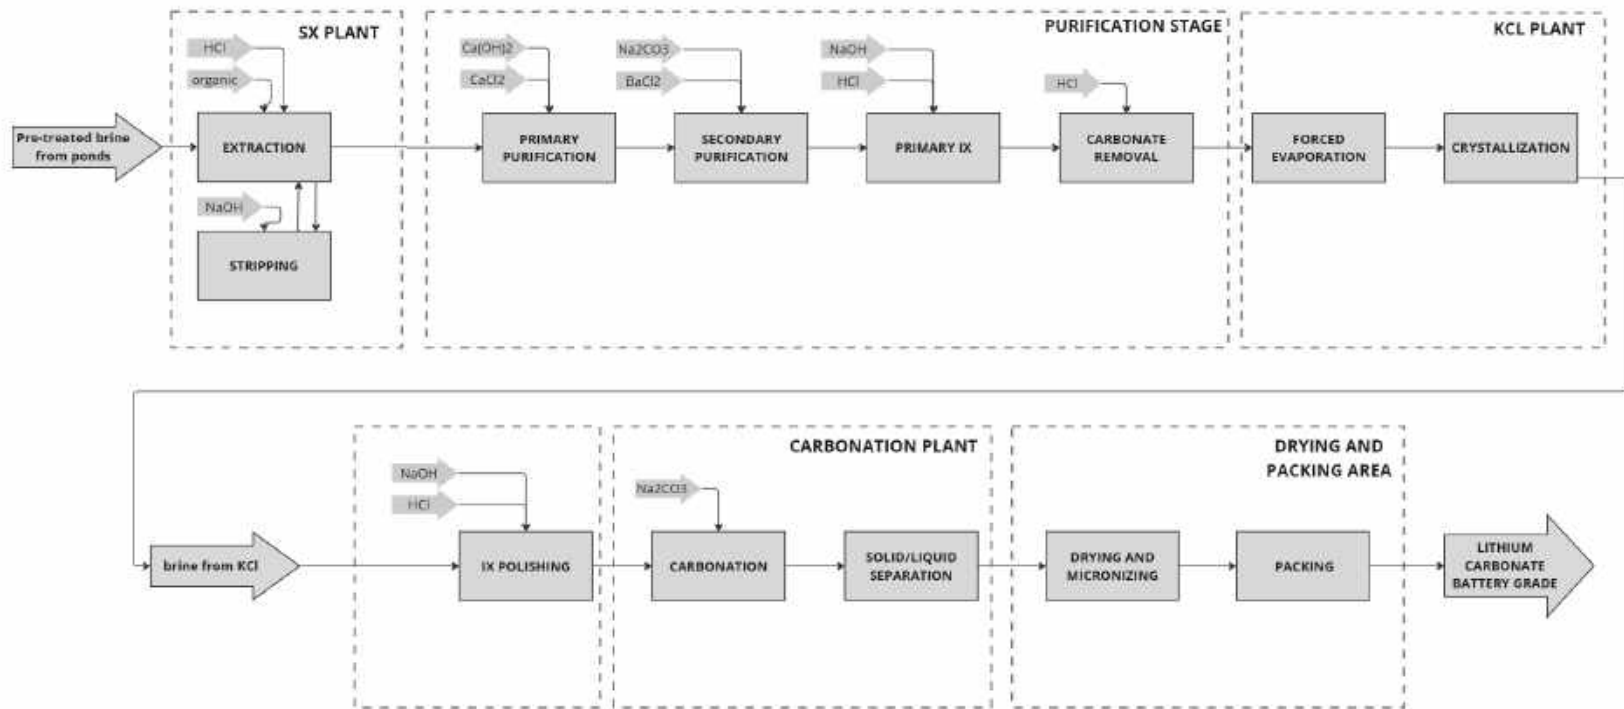 SX PLANT
HCl
organic
Pre-treated brine
from ponds
EXTRACTION
NaOH
STRIPPING
PURIFICATION STAGE
Ca(OH)2
CaCl2
Na2CO3
BaCl2
NaOH
HCl
HCl
PRIMARY
PURIFICATION
SECONDARY
PURIFICATION
PRIMARY IX
CARBONATE
REMOVAL
KCL PLANT
FORCED
EVAPORATION
CRYSTALLIZATION
brine from KCl
NaOH
HCl
IX POLISHING
CARBONATION PLANT
Na2CO3
CARBONATION
SOLID/LIQUID
SEPARATION
DRYING AND
PACKING AREA
DRYING AND
MICRONIZING
PACKING
LITHIUM
CARBONATE
BATTERY GRADE